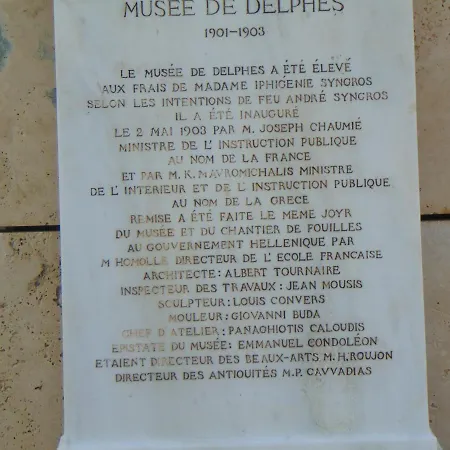 MUSÉE DE DELPHES
1901-1903
LE MUSÉE DE DELPHES A ÉTÉ ÉLEVÉ
AUX FRAIS DE MADAME IPHIGENIE SYNGROS
SELON LES INTENTIONS DE FEU ANDRÉ SYNGROS
IL A ÉTÉ INAUGURÉ
LE 2 MAI 1903 PAR M. JOSEPH CHAUMIÉ
MINISTRE DE L'INSTRUCTION PUBLIQUE
AU NOM DE LA FRANCE
ET PAR M. K. MAVROMICHALIS MINISTRE
DE L'INTERIEUR ET DE L'INSTRUCTION PUBLIQUE
AU NOM DE LA GRECE
REMISE A ÉTÉ FAITE LE MEME JOYR
DU MUSÉE ET DU CHANTIER DE FOUILLES
AU GOUVERNEMENT HELLENIQUE PAR
M HOMOLLE DIRECTEUR DE L'ECOLE FRANCAISE
ARCHITECTE: ALBERT TOURNAIRE
INSPECTEUR DES TRAVAUX: JEAN MOUSIS
SCULPTEUR: LOUIS CONVERS
MOULEUR: GIOVANNI BUDA
CHEF D'ATELIER: PANAGHIOTIS CALOUDIS
EPISTATE DU MUSÉE: EMMANUEL CONDOLÉON
ETAIENT DIRECTEUR DES BEAUX-ARTS M. H. ROUJON
DIRECTEUR DES ANTIQUITÉS M. P. CAVVADIAS